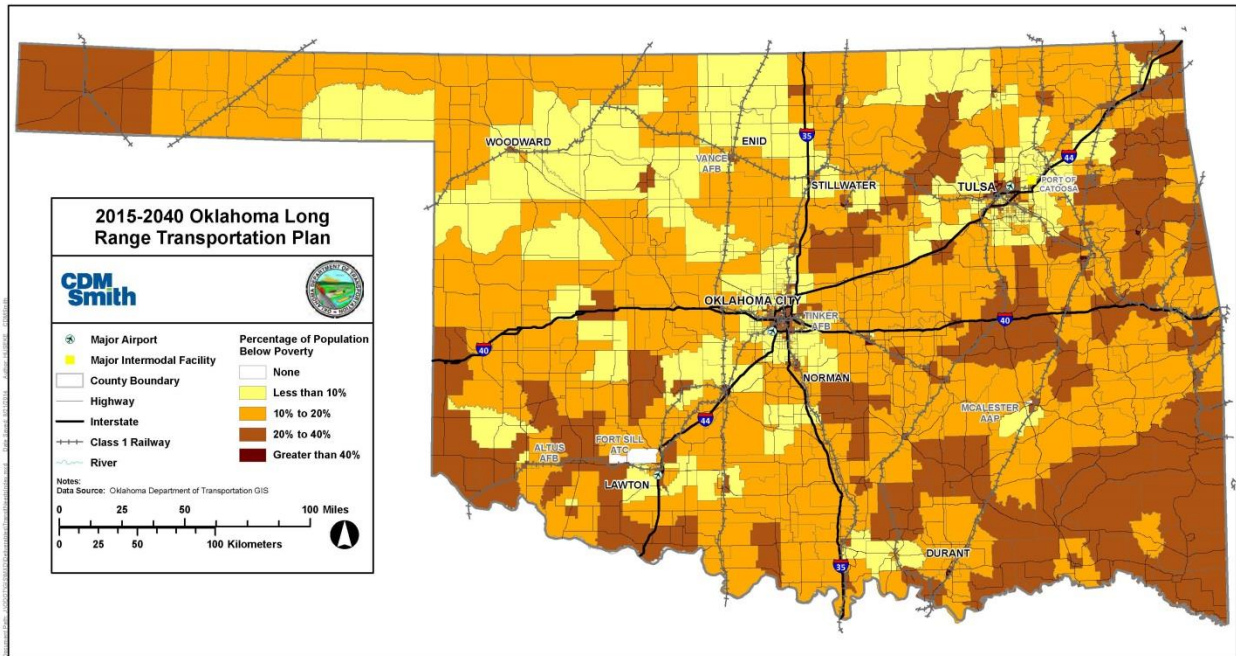 2015-2040 Oklahoma Long
Range Transportation Plan
CDM
Smith
Major Airport
Major Intermodal Facility
County Boundary
Highway
Interstate
Class 1 Railway
River
Percentage of Population
Below Poverty
None
Less than 10%
10% to 20%
20% to 40%
Greater than 40%
Notes:
Data Source: Oklahoma Department of Transportation GIS
0 25 50 100 Miles
0 25 50 100 Kilometers
WOODWARD
ENID
VANCE
AFB
35
STILLWATER
TULSA
44
PORT OF
CATOOSA
OKLAHOMA CITY
TINKER
AFB
40
40
NORMAN
44
MCALESTER
AAP
ALTUS
AFB
FORT SILL
ATC
LAWTON
DURANT
35